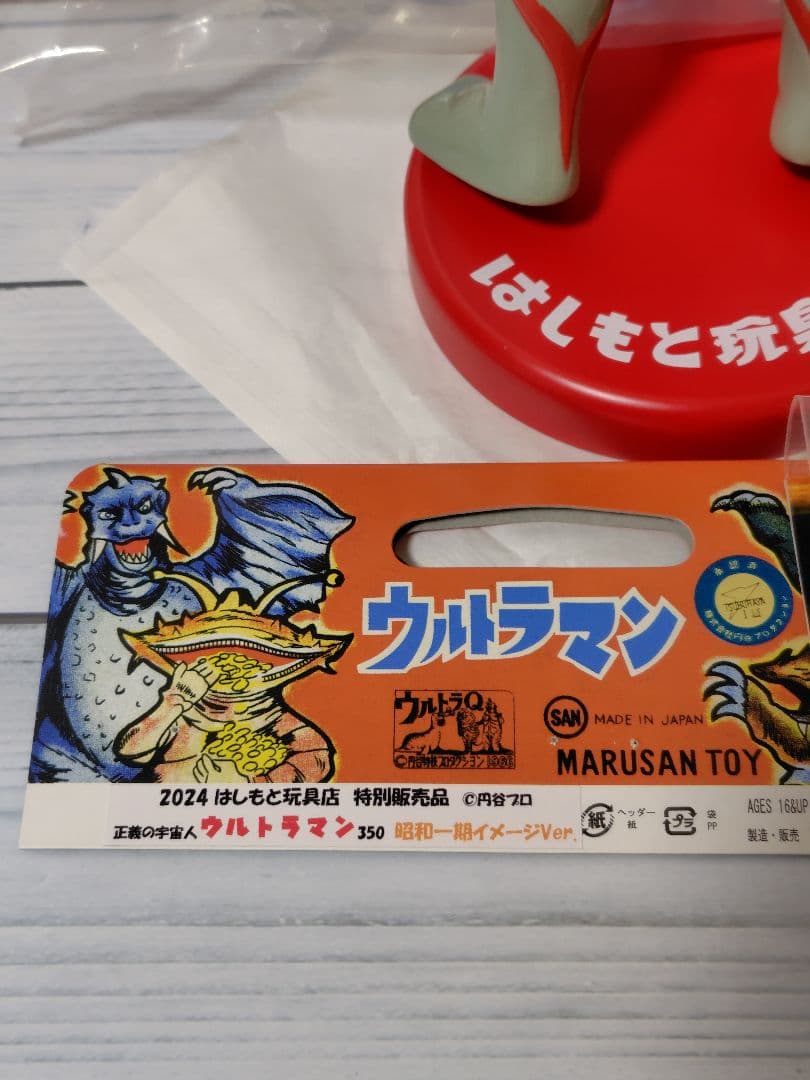 はしもと玩具
ウルトラマン
ウルトラQ
SAN MADE IN JAPAN
MARUSAN TOY
2024 はしもと玩具店 特別販売品 ©円谷プロ
正義の宇宙人 ウルトラマン 350 昭和一期イメージVer.
紙 ヘッダー 紙 プラ 袋 PP
AGES 16&UP
製造・販売